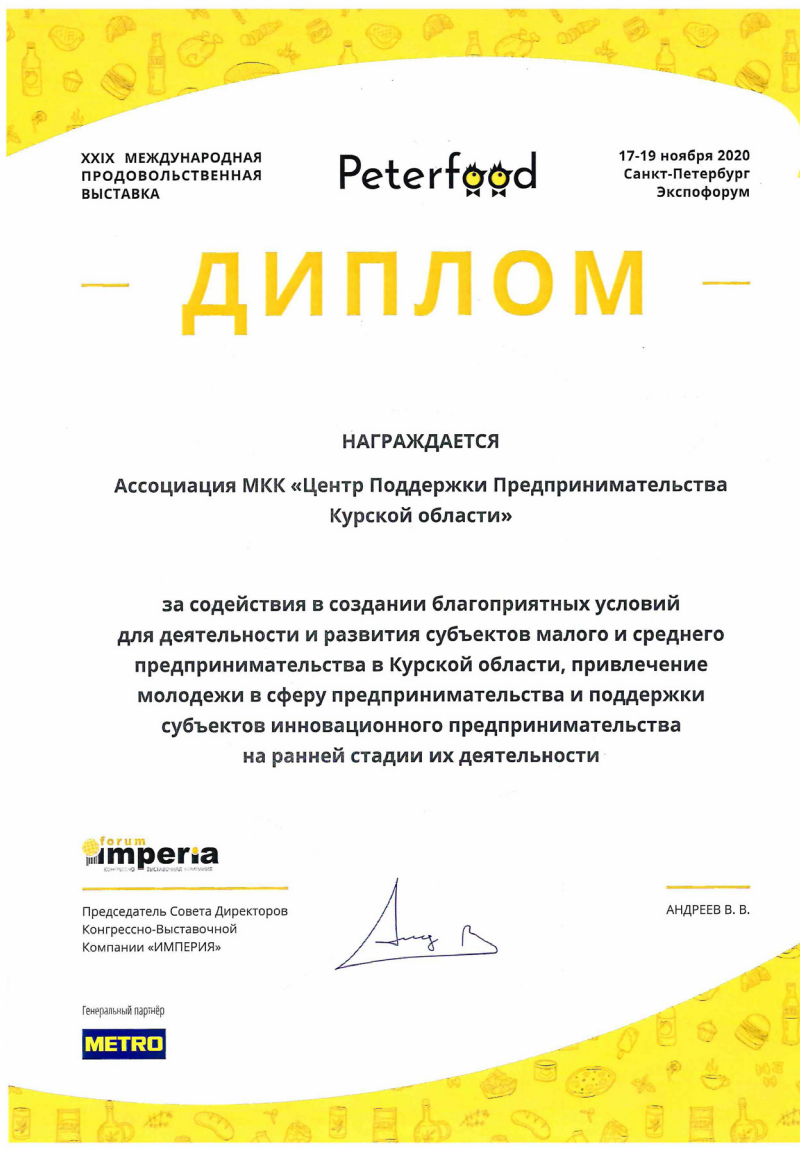 XXIX МЕЖДУНАРОДНАЯ
ПРОДОВОЛЬСТВЕННАЯ
ВЫСТАВКА
Peterfood
17-19 ноября 2020
Санкт-Петербург
Экспофорум
ДИПЛОМ
НАГРАЖДАЕТСЯ
Ассоциация МКК «Центр Поддержки Предпринимательства
Курской области»
за содействия в создании благоприятных условий
для деятельности и развития субъектов малого и среднего
предпринимательства в Курской области, привлечение
молодежи в сферу предпринимательства и поддержки
субъектов инновационного предпринимательства
на ранней стадии их деятельности
forum
imperia
КОНГРЕССНО ВЫСТАВОЧНАЯ КОМПАНИЯ
Председатель Совета Директоров
Конгрессно-Выставочной
Компании «ИМПЕРИЯ»
АНДРЕЕВ В. В.
Генеральный партнёр
METRO